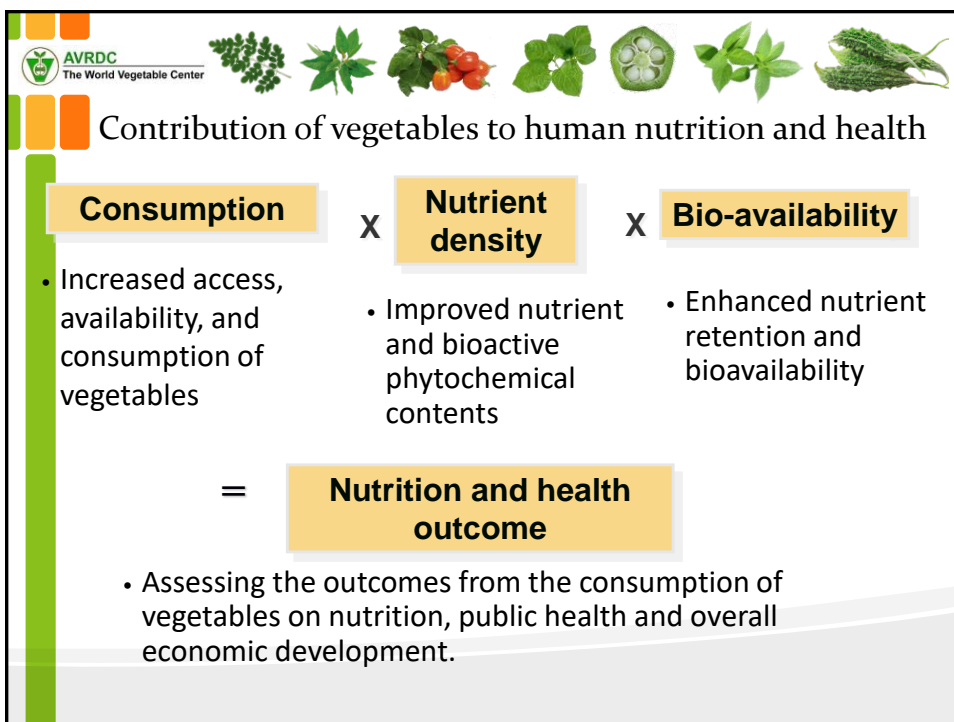 AVRDC
The World Vegetable Center
Contribution of vegetables to human nutrition and health
Consumption
x
Nutrient
density
x
Bio-availability
• Increased access,
availability, and
consumption of
vegetables
• Improved nutrient
and bioactive
phytochemical
contents
• Enhanced nutrient
retention and
bioavailability
=
Nutrition and health
outcome
• Assessing the outcomes from the consumption of
vegetables on nutrition, public health and overall
economic development.